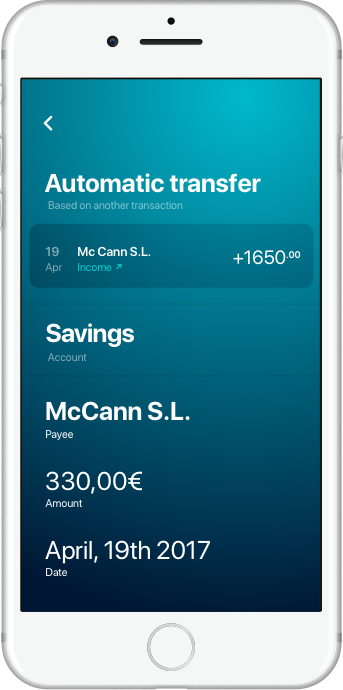 Automatic transfer
Based on another transaction
19 Mc Cann S.L. +1650.00
Apr Income ↗
Savings
Account
McCann S.L.
Payee
330,00€
Amount
April, 19th 2017
Date